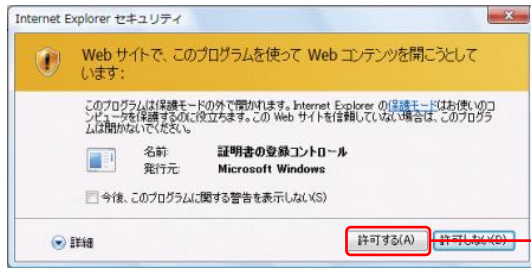 Internet Explorer セキュリティ
Web サイトで、このプログラムを使って Web コンテンツを開こうとして
います:
このプログラムは保護モードの外で開かれます。Internet Explorer の保護モードはお使いのコ
ンピュータを保護するのに役立ちます。この Web サイトを信頼していない場合は、このプログラ
ムは開かないでください。
名前: 証明書の登録コントロール
発行元: Microsoft Windows
今後、このプログラムに関する警告を表示しない(S)
詳細 許可する(A) 許可しない(D)